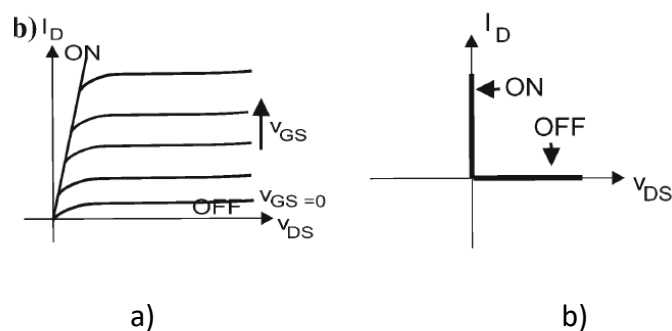 b) I_D
ON
v_GS
v_GS =0
OFF
v_DS
a)
I_D
ON
OFF
v_DS
b)